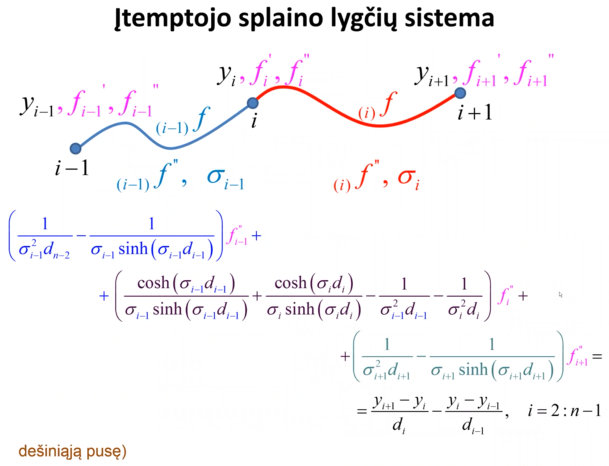 Įtemptojo splaino lygčių sistema
y_{i-1}, f_{i-1}', f_{i-1}''
y_i, f_i', f_i''
y_{i+1}, f_{i+1}', f_{i+1}''
_{(i-1)}f
_{(i)}f
i-1
i
i+1
_{(i-1)}f'', σ_{i-1}
_{(i)}f'', σ_i
(1/(σ_{i-1}^2 d_{n-2}) - 1/(σ_{i-1} sinh(σ_{i-1}d_{i-1}))) f_{i-1}'' +
+ (cosh(σ_{i-1}d_{i-1})/(σ_{i-1} sinh(σ_{i-1}d_{i-1})) + cosh(σ_i d_i)/(σ_i sinh(σ_i d_i)) - 1/(σ_{i-1}^2 d_{i-1}) - 1/(σ_i^2 d_i)) f_i'' +
+ (1/(σ_{i+1}^2 d_{i+1}) - 1/(σ_{i+1} sinh(σ_{i+1}d_{i+1}))) f_{i+1}'' =
= (y_{i+1} - y_i)/d_i - (y_i - y_{i-1})/d_{i-1}, i = 2 : n-1
dešiniąją pusę)